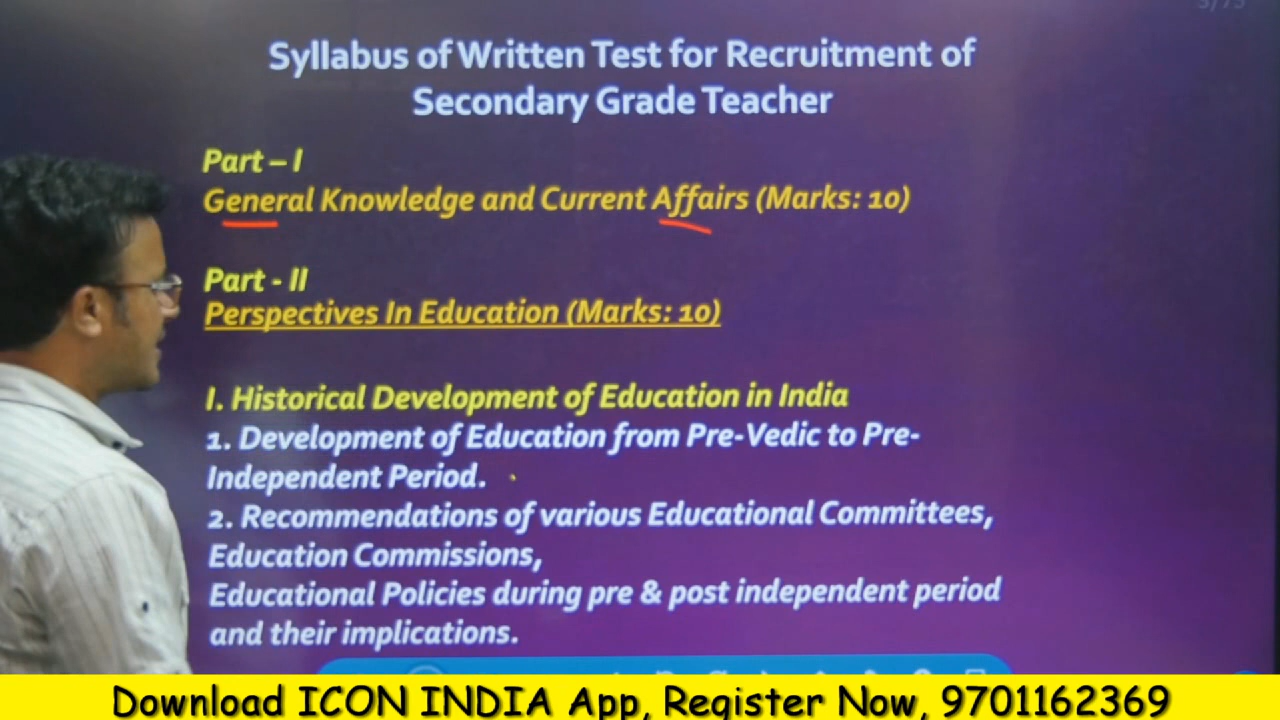 Syllabus of Written Test for Recruitment of
Secondary Grade Teacher
Part – I
General Knowledge and Current Affairs (Marks: 10)
Part - II
Perspectives In Education (Marks: 10)
I. Historical Development of Education in India
1. Development of Education from Pre-Vedic to Pre-
Independent Period.
2. Recommendations of various Educational Committees,
Education Commissions,
Educational Policies during pre & post independent period
and their implications.
Download ICON INDIA App, Register Now, 9701162369